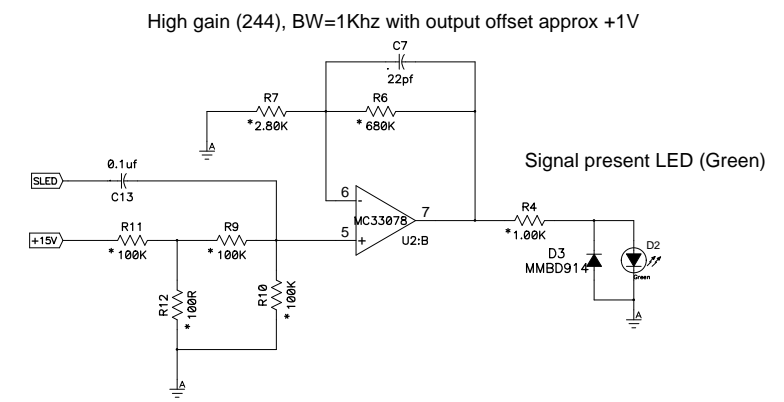 High gain (244), BW=1Khz with output offset approx +1V
C7
22pf
R7
*2.80K
R6
*680K
A
0.1uf
SLED
C13
Signal present LED (Green)
6
-
MC33078
7
R4
*1.00K
R11
+15V
*100K
R9
*100K
5
+
U2:B
D3
MMBD914
D2
Green
R12
*100R
R10
*100K
A
A